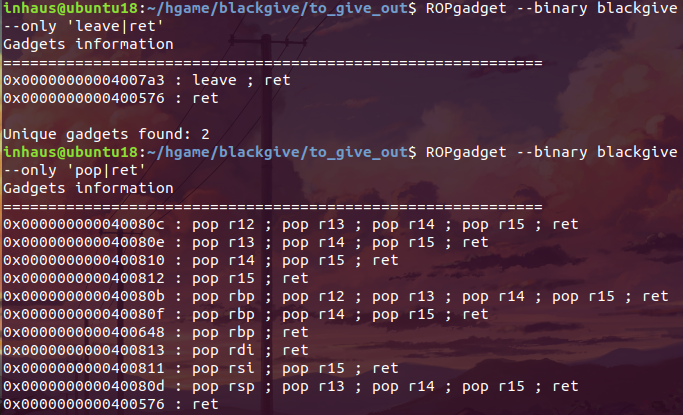 inhaus@ubuntu18:~/hgame/blackgive/to_give_out$ ROPgadget --binary blackgive
--only 'leave|ret'
Gadgets information
============================================================
0x00000000004007a3 : leave ; ret
0x0000000000400576 : ret
Unique gadgets found: 2
inhaus@ubuntu18:~/hgame/blackgive/to_give_out$ ROPgadget --binary blackgive
--only 'pop|ret'
Gadgets information
============================================================
0x000000000040080c : pop r12 ; pop r13 ; pop r14 ; pop r15 ; ret
0x000000000040080e : pop r13 ; pop r14 ; pop r15 ; ret
0x0000000000400810 : pop r14 ; pop r15 ; ret
0x0000000000400812 : pop r15 ; ret
0x000000000040080b : pop rbp ; pop r12 ; pop r13 ; pop r14 ; pop r15 ; ret
0x000000000040080f : pop rbp ; pop r14 ; pop r15 ; ret
0x0000000000400648 : pop rbp ; ret
0x0000000000400813 : pop rdi ; ret
0x0000000000400811 : pop rsi ; pop r15 ; ret
0x000000000040080d : pop rsp ; pop r13 ; pop r14 ; pop r15 ; ret
0x0000000000400576 : ret